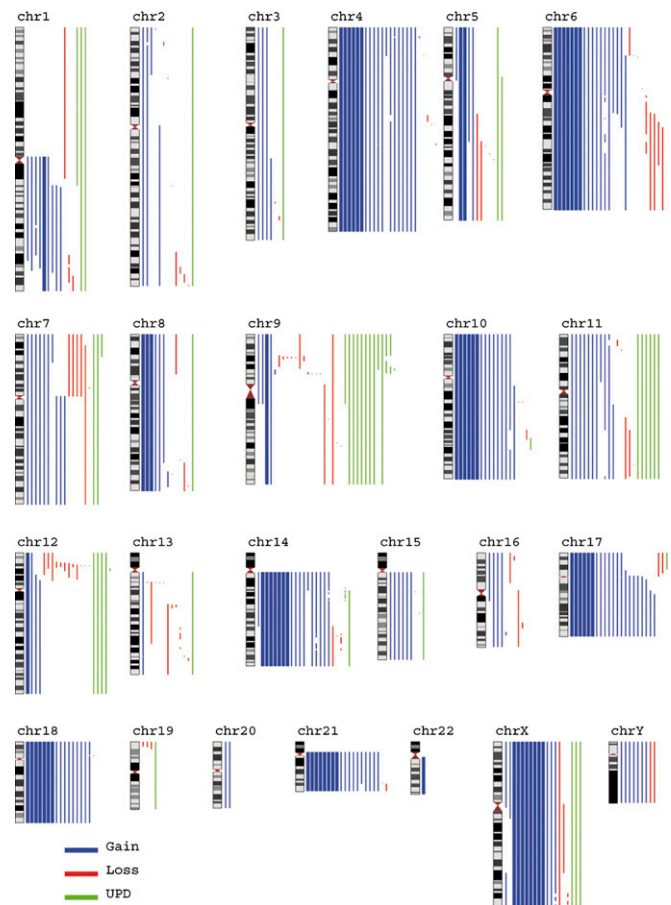 chr1 chr2 chr3 chr4 chr5 chr6
chr7 chr8 chr9 chr10 chr11
chr12 chr13 chr14 chr15 chr16 chr17
chr18 chr19 chr20 chr21 chr22 chrX chrY
Gain
Loss
UPD